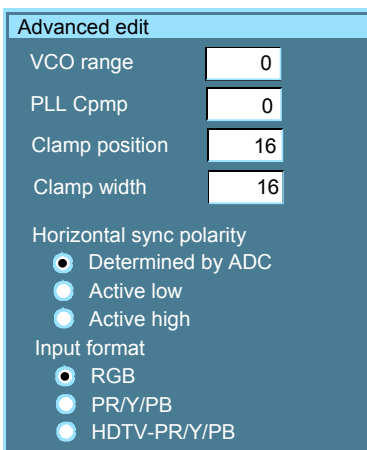 Advanced edit
VCO range 0
PLL Cpmp 0
Clamp position 16
Clamp width 16
Horizontal sync polarity
Determined by ADC
Active low
Active high
Input format
RGB
PR/Y/PB
HDTV-PR/Y/PB